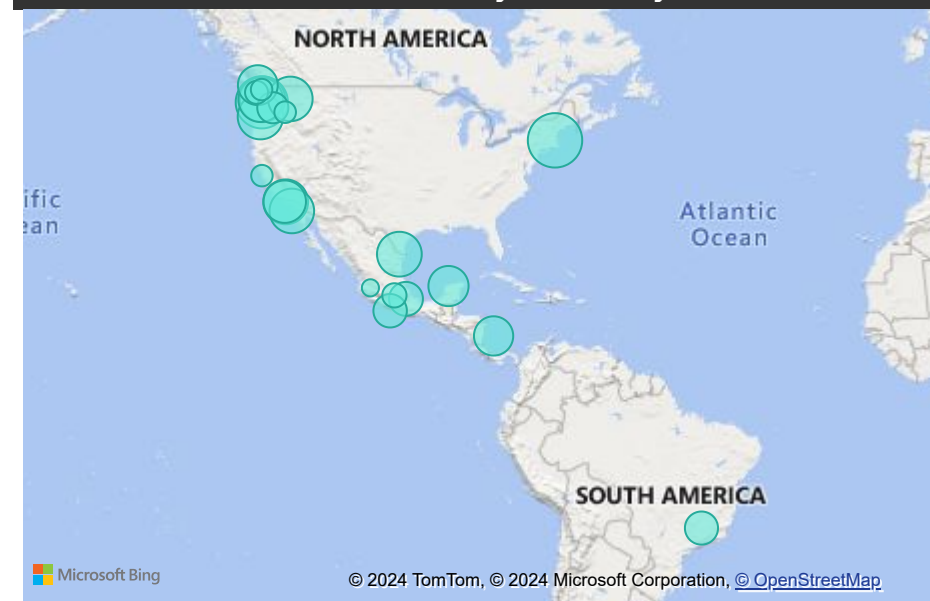 NORTH AMERICA
ific
ean
Atlantic
Ocean
SOUTH AMERICA
Microsoft Bing
© 2024 TomTom, © 2024 Microsoft Corporation, © OpenStreetMap